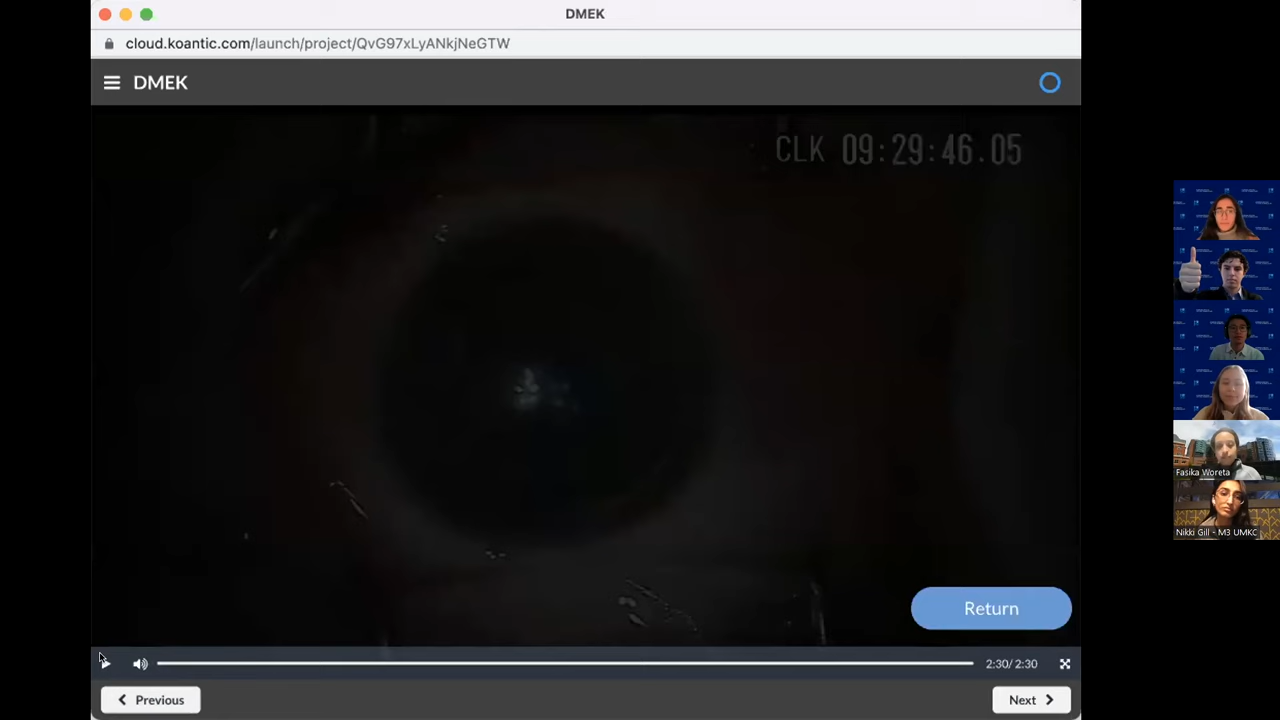 DMEK
cloud.koantic.com/launch/project/QvG97xLyANkjNeGTW
DMEK
CLK 09:29:46.05
Return
2:30/2:30
Previous
Next
Fasika Woreta
Nikki Gill - M3 UMKC